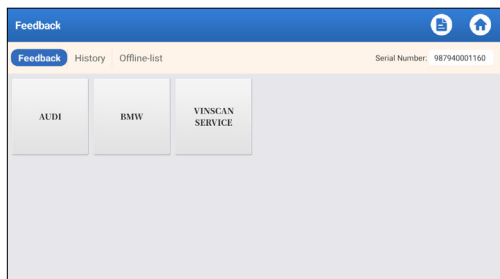 Feedback
Feedback History Offline-list Serial Number: 987940001160
AUDI BMW VINSCAN
SERVICE